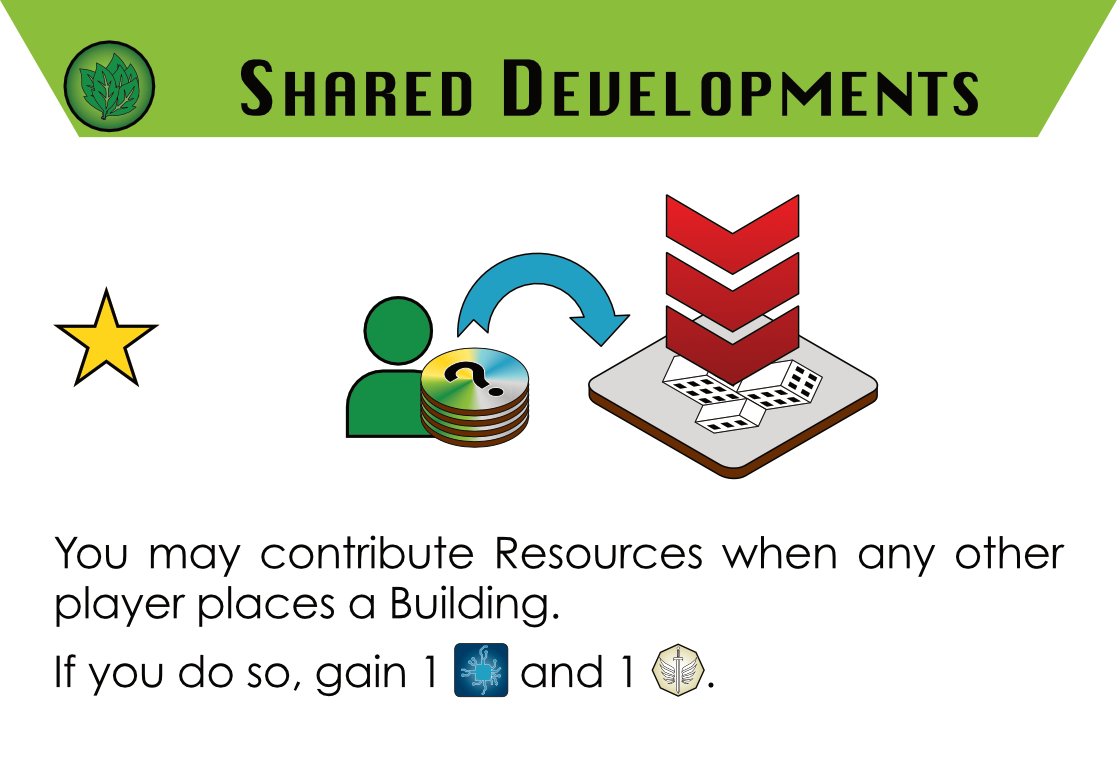 SHARED DEVELOPMENTS
?
You may contribute Resources when any other
player places a Building.
If you do so, gain 1 and 1 .